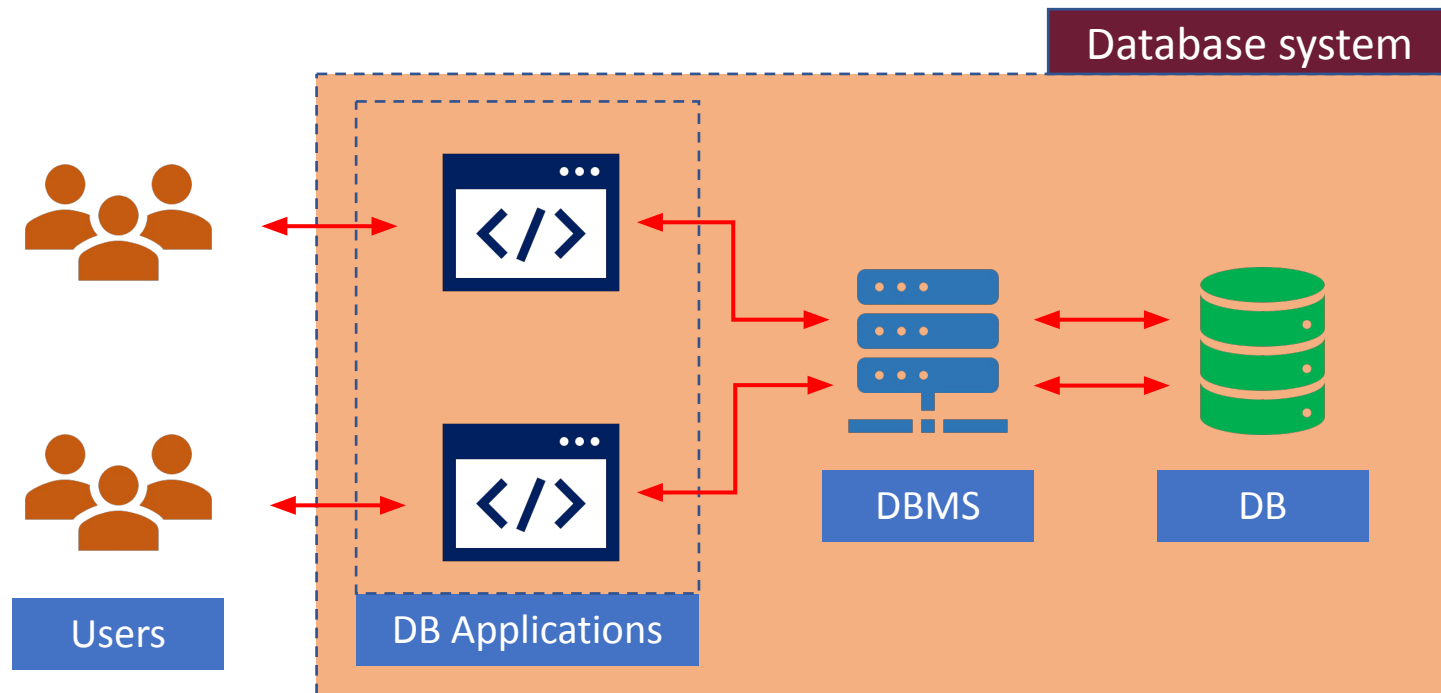 Database system
DBMS
DB
Users
DB Applications